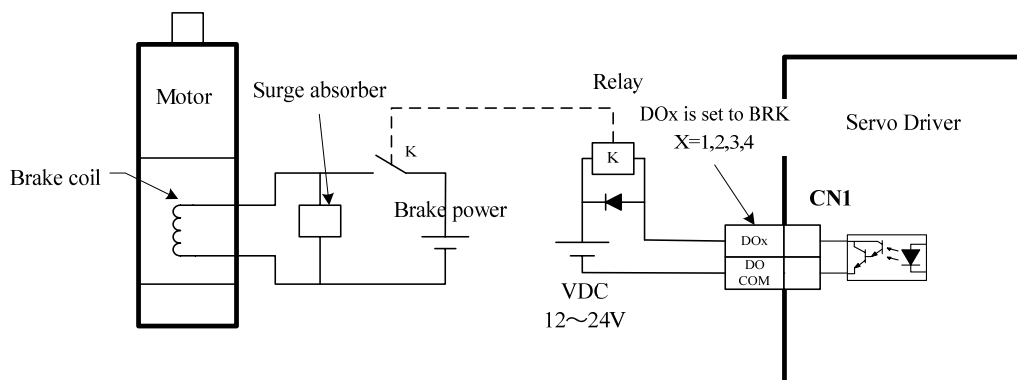 Motor
Surge absorber
Brake coil
K
Brake power
Relay
K
VDC
12～24V
DOx is set to BRK
X=1,2,3,4
Servo Driver
CN1
DOx
DO
COM